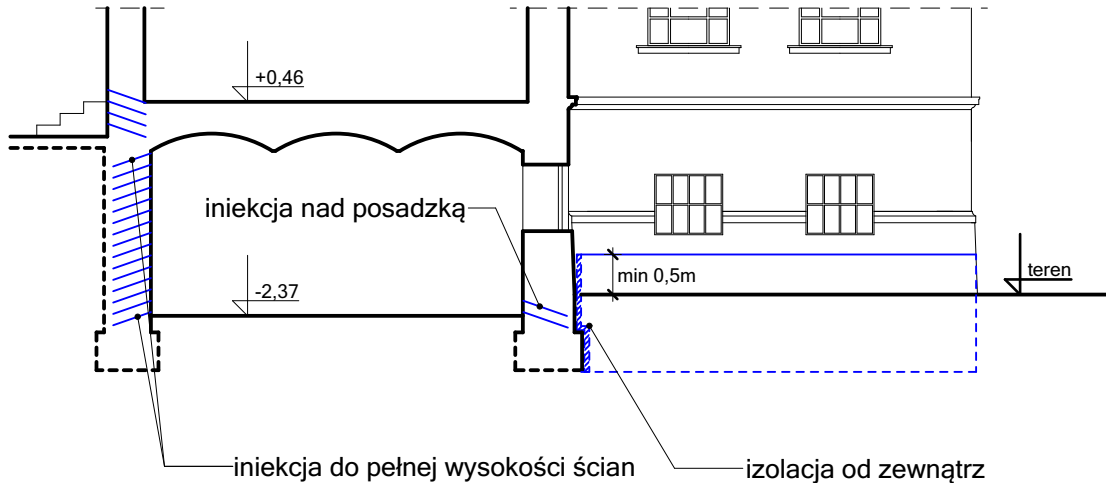 +0,46
iniekcja nad posadzką
min 0,5m
teren
-2,37
iniekcja do pełnej wysokości ścian
izolacja od zewnątrz